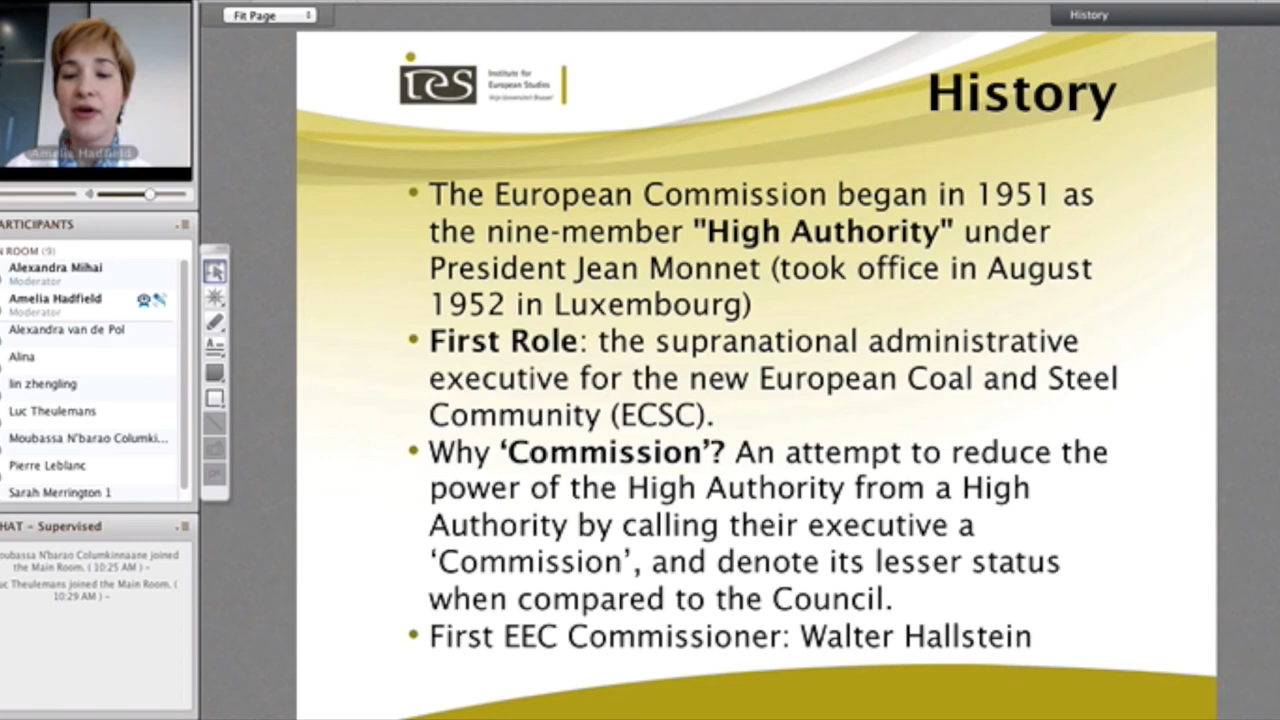 Fit Page
History
Amelia Hadfield
ARTICIPANTS
N ROOM (9)
Alexandra Mihai
Moderator
Amelia Hadfield
Moderator
Alexandra van de Pol
Alina
lin zhengling
Luc Theulemans
Moubassa N'barao Columki...
Pierre Leblanc
Sarah Merrington 1
HAT - Supervised
oubassa N'barao Columkinnaane joined
the Main Room. ( 10:25 AM ) -
uc Theulemans joined the Main Room. (
10:29 AM ) -
ies
Institute for
European Studies
Vrije Universiteit Brussel
History
• The European Commission began in 1951 as
the nine-member "High Authority" under
President Jean Monnet (took office in August
1952 in Luxembourg)
• First Role: the supranational administrative
executive for the new European Coal and Steel
Community (ECSC).
• Why ‘Commission’? An attempt to reduce the
power of the High Authority from a High
Authority by calling their executive a
‘Commission’, and denote its lesser status
when compared to the Council.
• First EEC Commissioner: Walter Hallstein